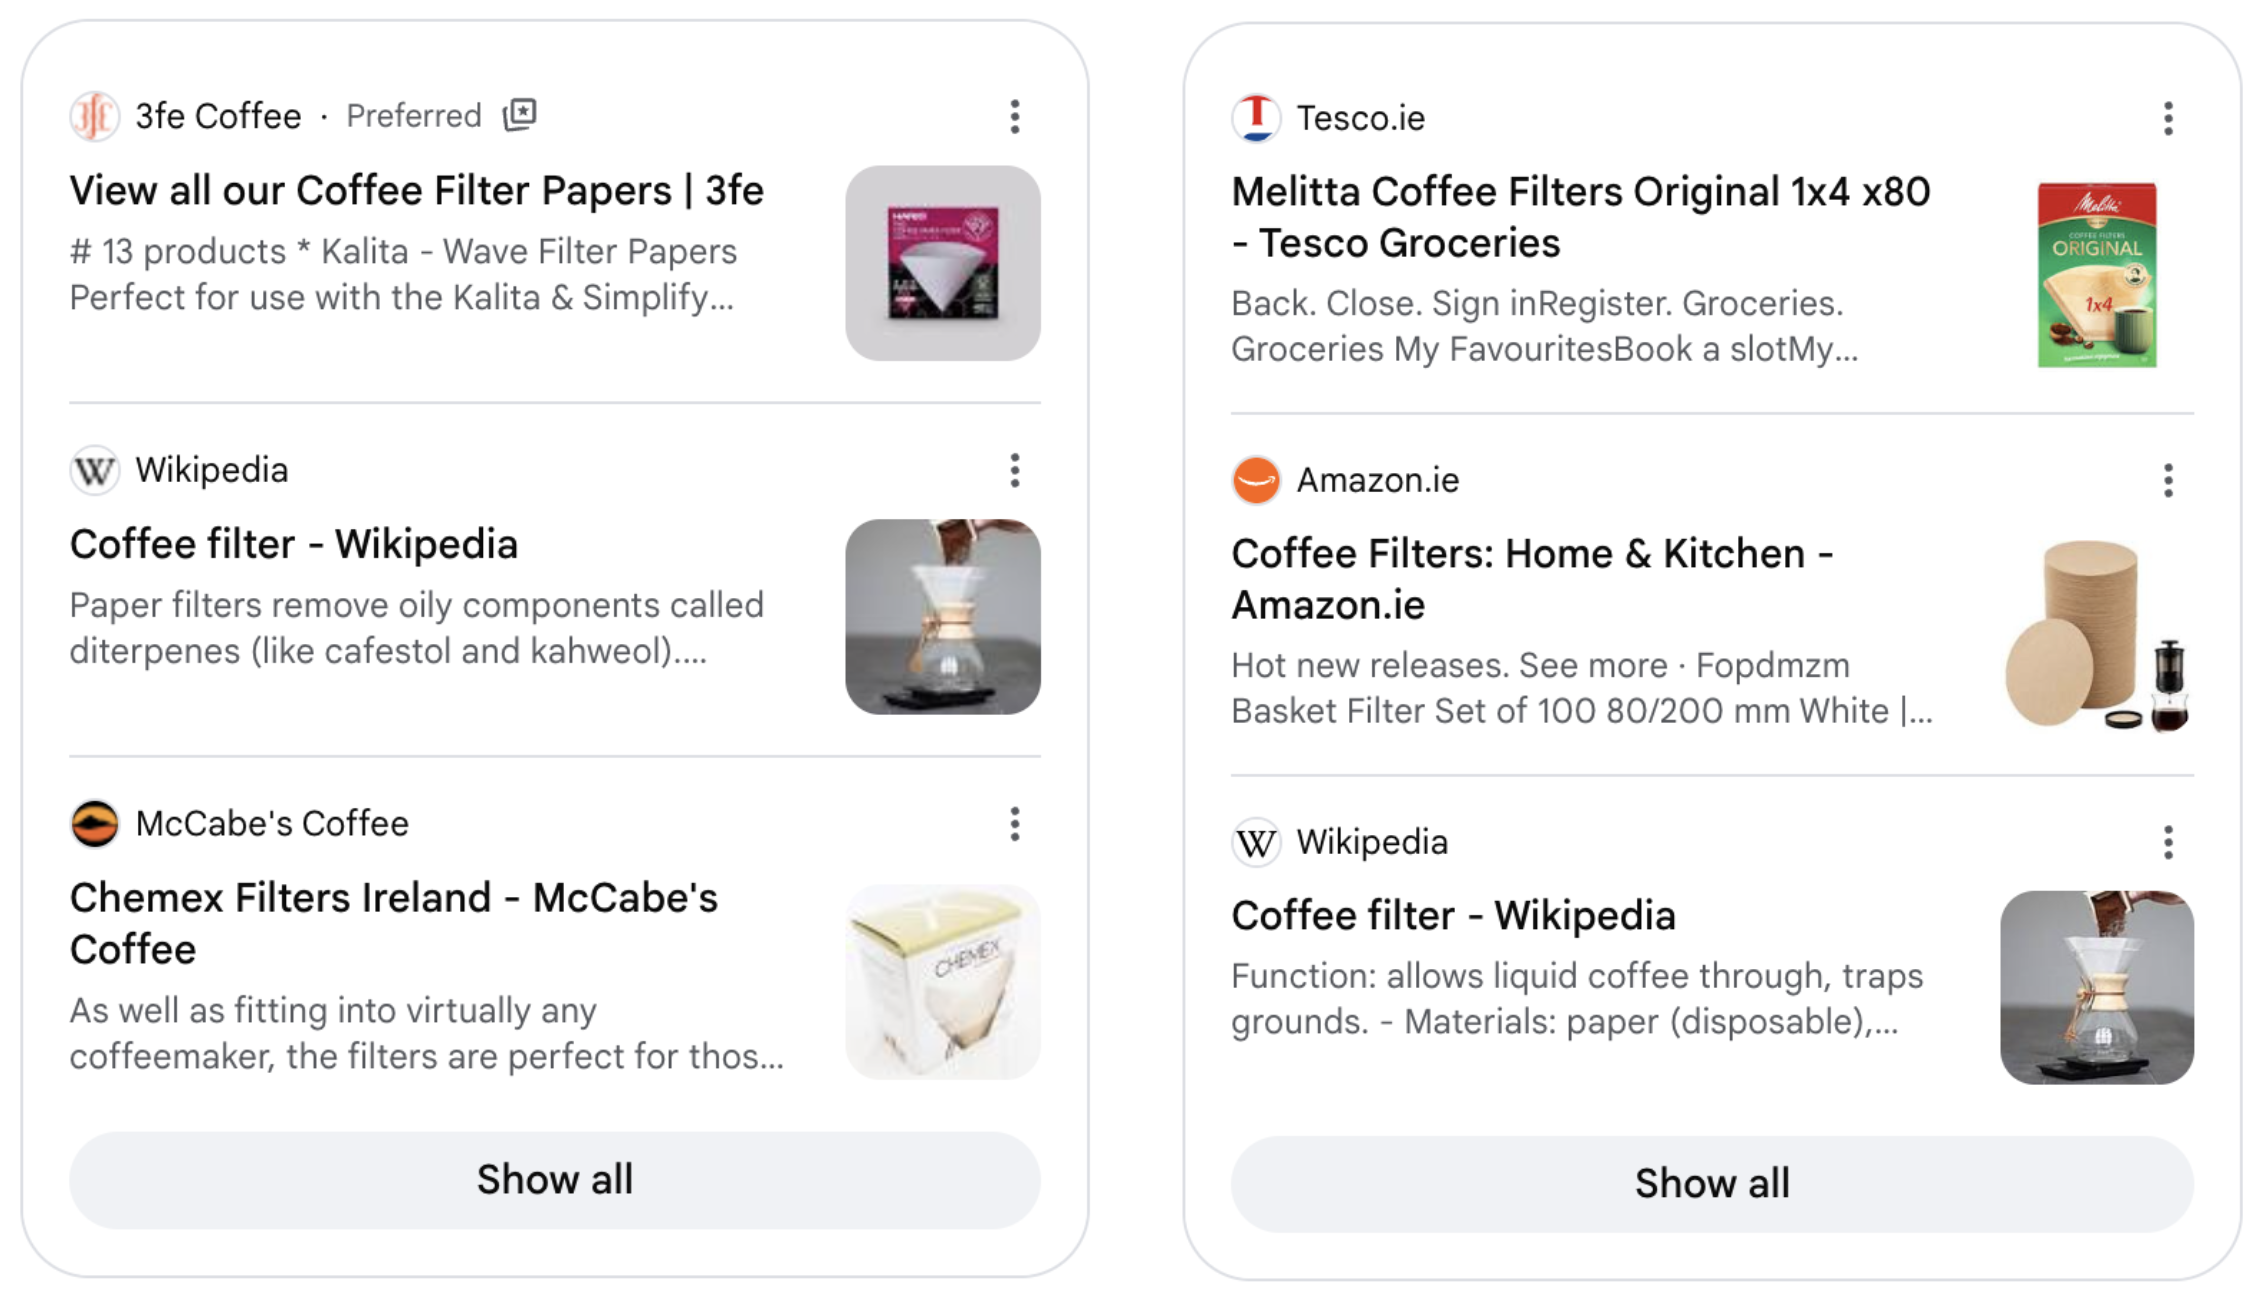 3fe Coffee · Preferred
View all our Coffee Filter Papers | 3fe
# 13 products * Kalita - Wave Filter Papers
Perfect for use with the Kalita & Simplify...
HARIO
Wikipedia
Coffee filter - Wikipedia
Paper filters remove oily components called
diterpenes (like cafestol and kahweol)....
McCabe's Coffee
Chemex Filters Ireland - McCabe's
Coffee
As well as fitting into virtually any
coffeemaker, the filters are perfect for thos...
CHEMEX
Show all
Tesco.ie
Melitta Coffee Filters Original 1x4 x80
- Tesco Groceries
Back. Close. Sign inRegister. Groceries.
Groceries My FavouritesBook a slotMy...
Melitta
COFFEE FILTERS
ORIGINAL
1x4
Amazon.ie
Coffee Filters: Home & Kitchen -
Amazon.ie
Hot new releases. See more · Fopdmzm
Basket Filter Set of 100 80/200 mm White |...
Wikipedia
Coffee filter - Wikipedia
Function: allows liquid coffee through, traps
grounds. - Materials: paper (disposable),...
Show all